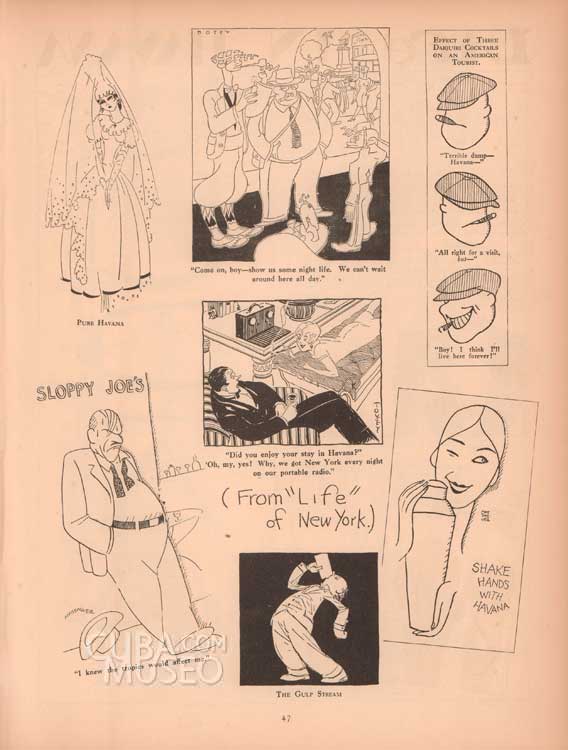 DOTSY
"Come on, boy—show us some night life. We can't wait
around here all day."
EFFECT OF THREE
DAIQUIRI COCKTAILS
ON AN AMERICAN
TOURIST.
"Terrible dump—
Havana—"
"All right for a visit,
but—"
"Boy! I think I'll
live here forever!"
PURE HAVANA
"Did you enjoy your stay in Havana?"
"Oh, my, yes! Why, we got New York every night
on our portable radio."
SLOPPY JOE'S
(From "Life"
of New York.)
SHAKE
HANDS
WITH
HAVANA
"I knew the tropics would affect me."
CUBA.COM
MUSEO
THE GULP STREAM
47